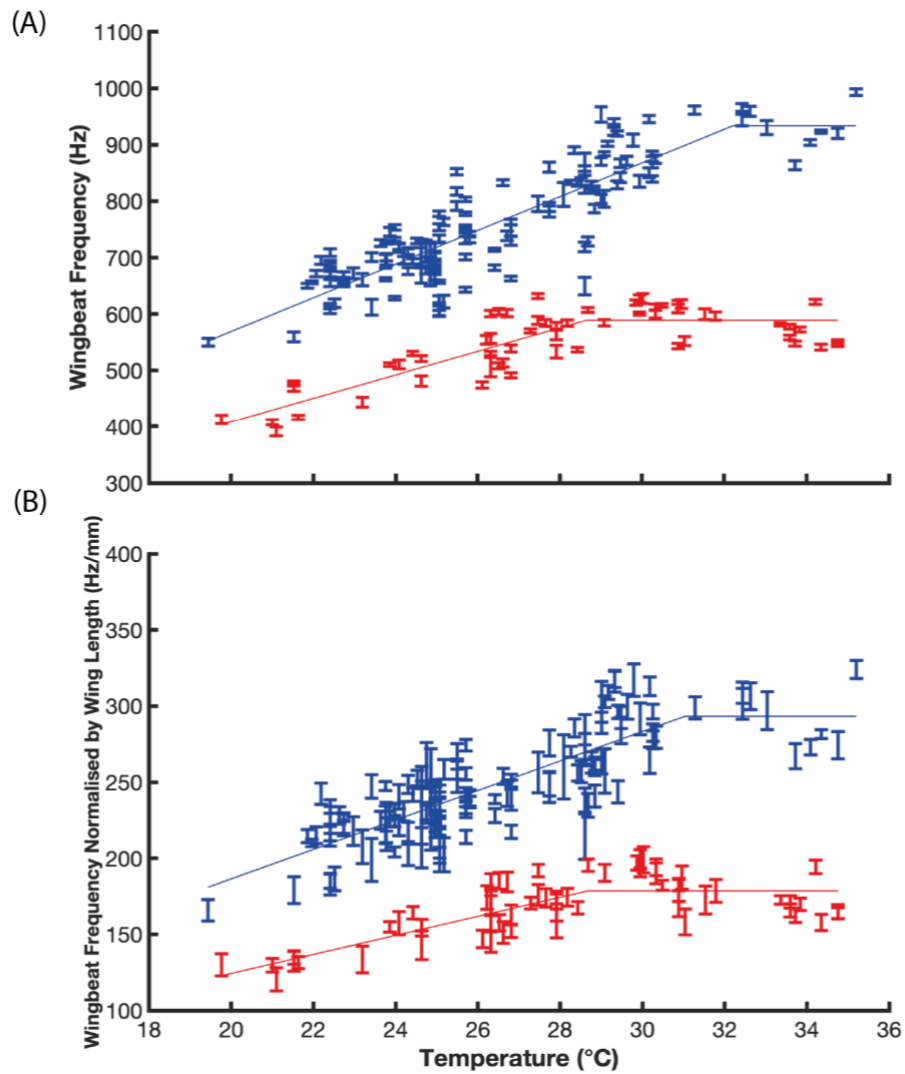 (A)
1100
1000
900
800
700
600
500
400
300
Wingbeat Frequency (Hz)
(B)
400
350
300
250
200
150
100
Wingbeat Frequency Normalised by Wing Length (Hz/mm)
18 20 22 24 26 28 30 32 34 36
Temperature (°C)